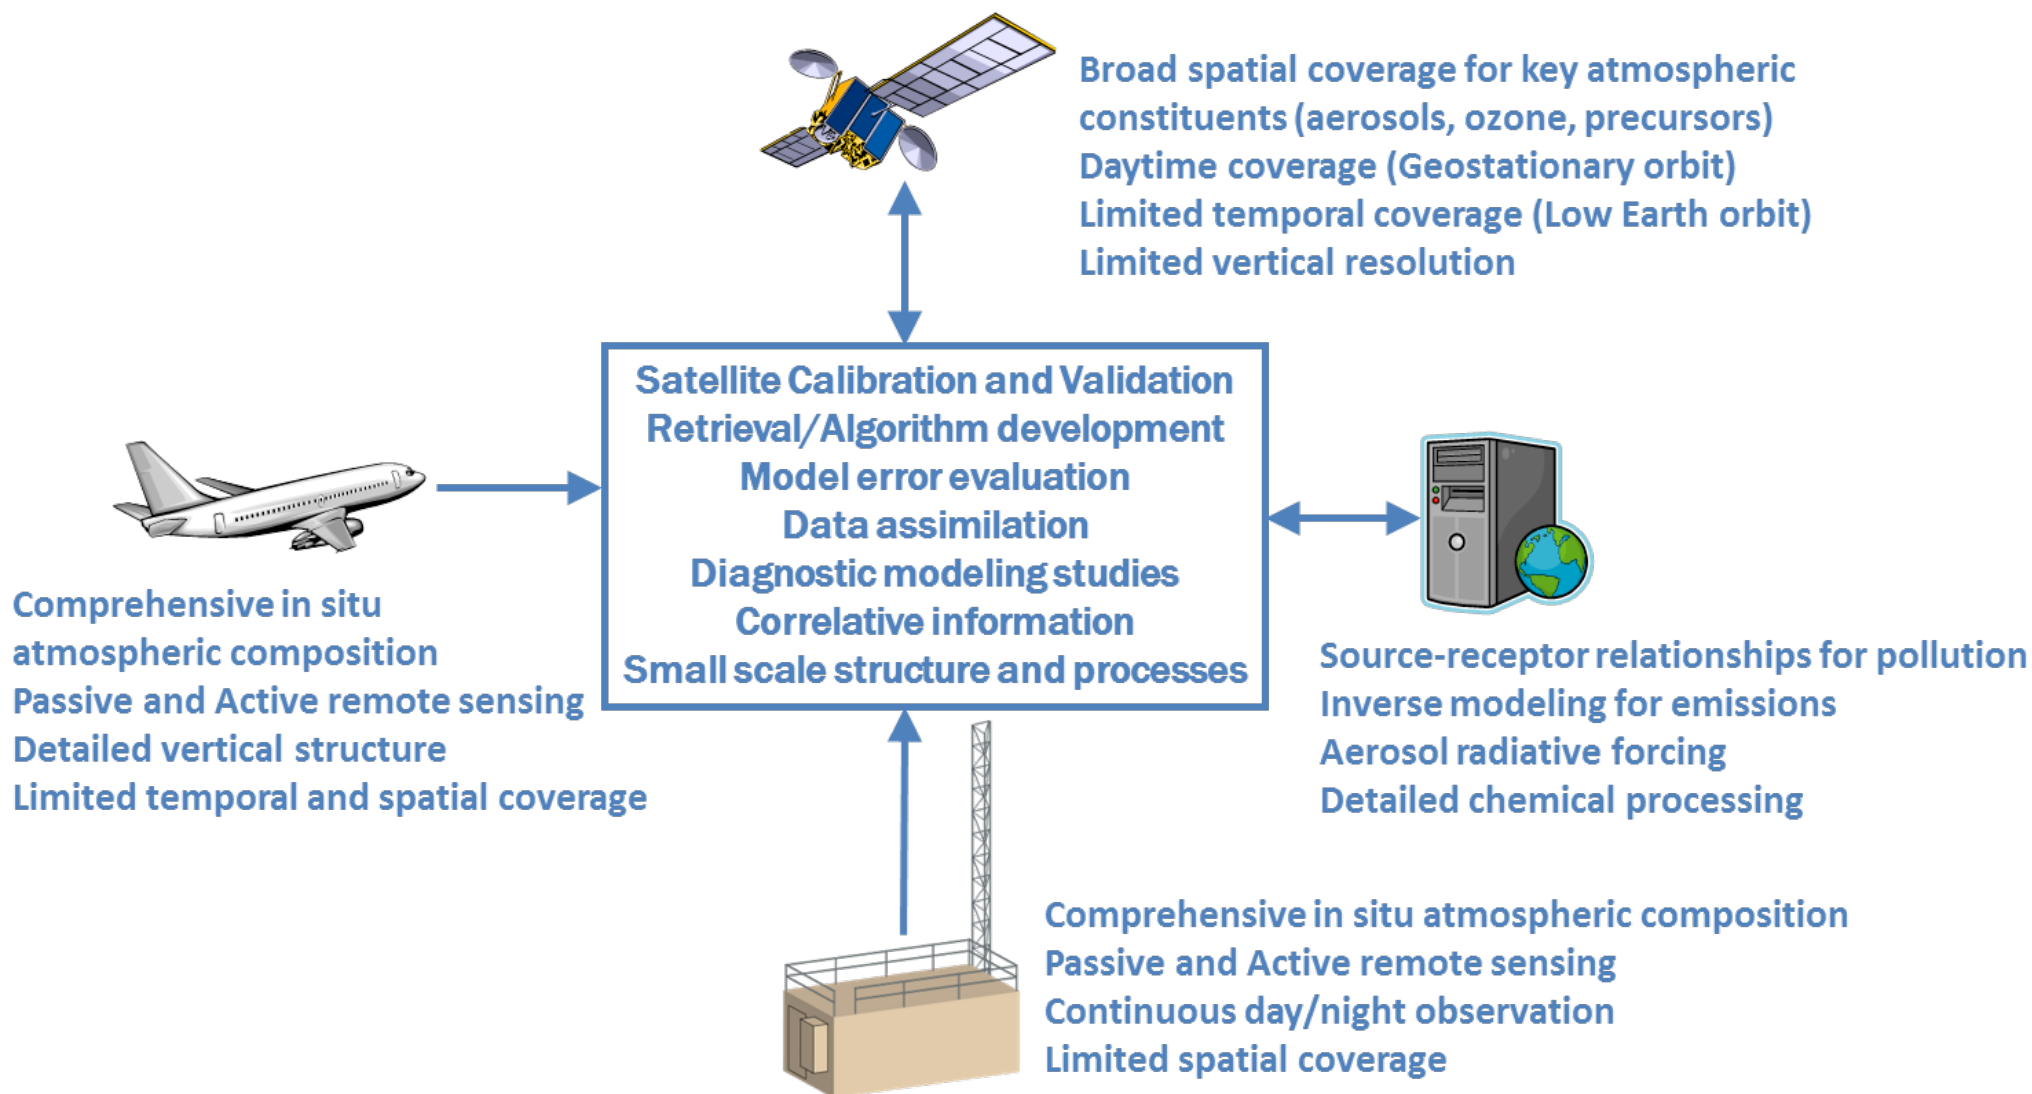 Broad spatial coverage for key atmospheric
constituents (aerosols, ozone, precursors)
Daytime coverage (Geostationary orbit)
Limited temporal coverage (Low Earth orbit)
Limited vertical resolution
Satellite Calibration and Validation
Retrieval/Algorithm development
Model error evaluation
Data assimilation
Diagnostic modeling studies
Correlative information
Small scale structure and processes
Comprehensive in situ
atmospheric composition
Passive and Active remote sensing
Detailed vertical structure
Limited temporal and spatial coverage
Source-receptor relationships for pollution
Inverse modeling for emissions
Aerosol radiative forcing
Detailed chemical processing
Comprehensive in situ atmospheric composition
Passive and Active remote sensing
Continuous day/night observation
Limited spatial coverage